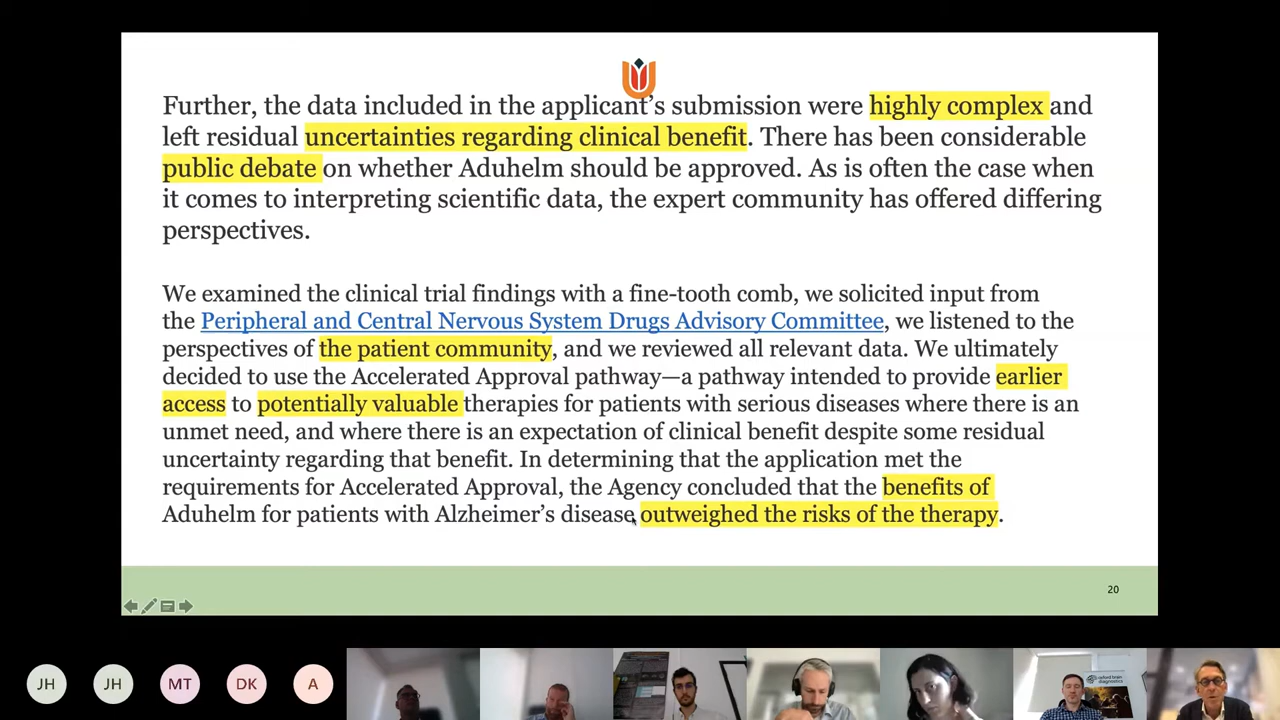 Further, the data included in the applicant's submission were highly complex and
left residual uncertainties regarding clinical benefit. There has been considerable
public debate on whether Aduhelm should be approved. As is often the case when
it comes to interpreting scientific data, the expert community has offered differing
perspectives.
We examined the clinical trial findings with a fine-tooth comb, we solicited input from
the Peripheral and Central Nervous System Drugs Advisory Committee, we listened to the
perspectives of the patient community, and we reviewed all relevant data. We ultimately
decided to use the Accelerated Approval pathway—a pathway intended to provide earlier
access to potentially valuable therapies for patients with serious diseases where there is an
unmet need, and where there is an expectation of clinical benefit despite some residual
uncertainty regarding that benefit. In determining that the application met the
requirements for Accelerated Approval, the Agency concluded that the benefits of
Aduhelm for patients with Alzheimer's disease outweighed the risks of the therapy.
20
JH
JH
MT
DK
A
oxford brain
diagnostics